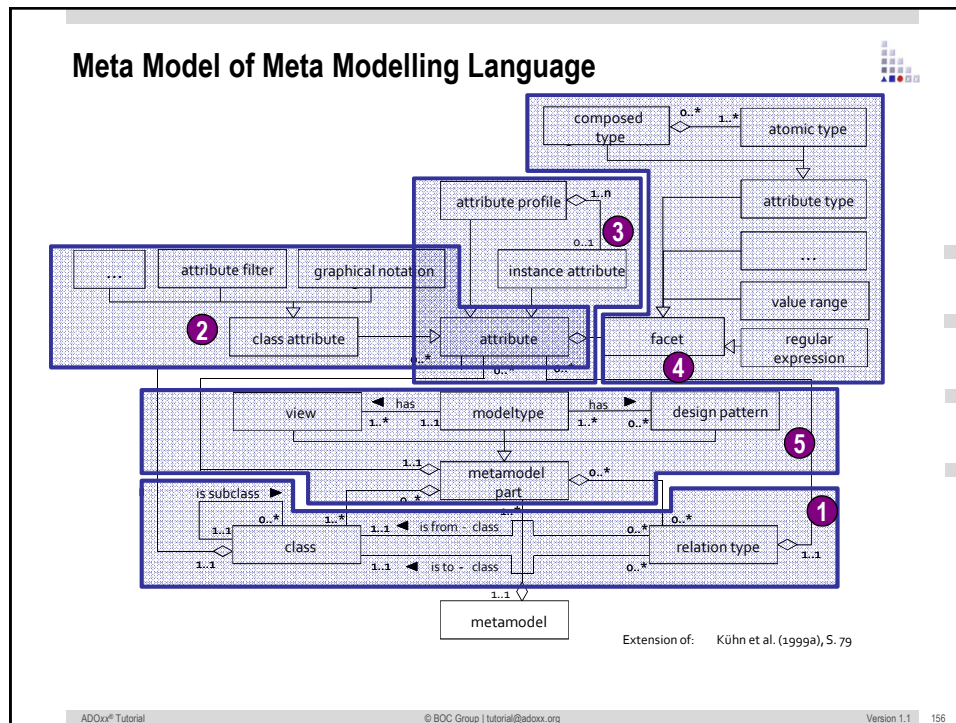 Meta Model of Meta Modelling Language
composed
type
0..*
1..*
atomic type
attribute profile
1..n
attribute type
3
0..1
...
attribute filter
graphical notation
instance attribute
...
value range
2
class attribute
attribute
facet
regular
expression
0..*
0..*
0..*
4
view
◄ has
modeltype
has ►
design pattern
1..*
1..1
1..*
0..*
5
1..1
metamodel
part
0..*
0..*
1..*
is subclass ►
1
0..*
1..*
1..1
◄ is from - class
0..*
0..*
1..1
class
relation type
1..1
1..1
◄ is to - class
0..*
1..1
1..1
metamodel
Extension of: Kühn et al. (1999a), S. 79
ADOxx® Tutorial
© BOC Group | tutorial@adoxx.org
Version 1.1 156